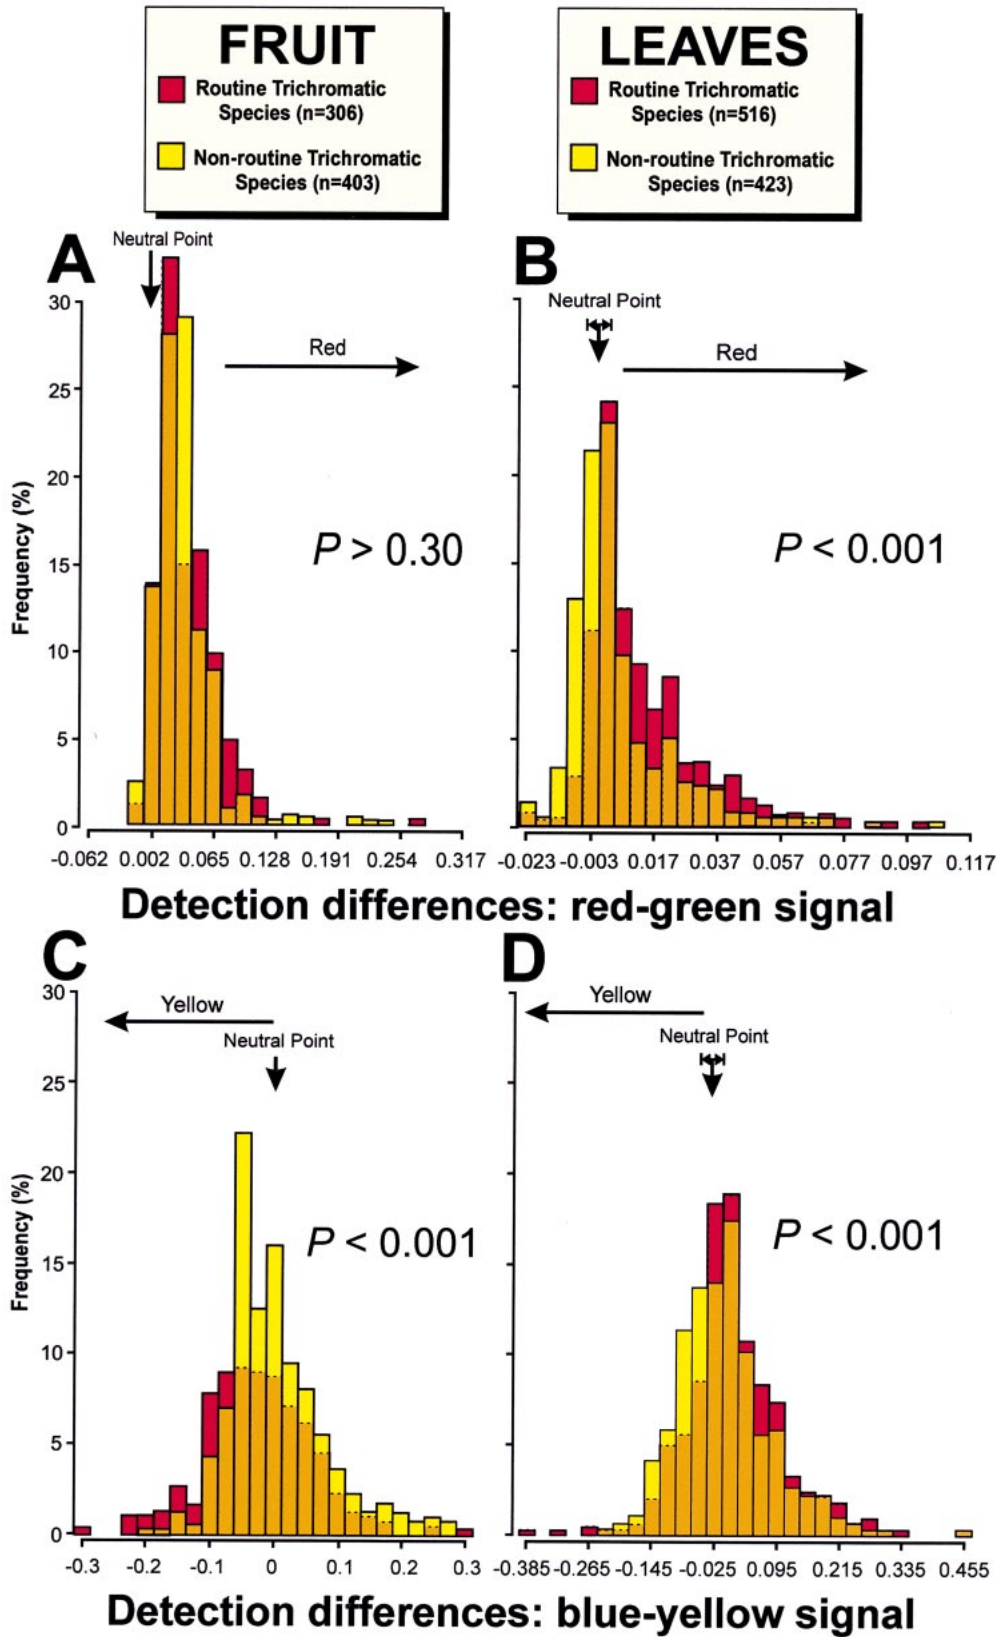 FRUIT
Routine Trichromatic
Species (n=306)
Non-routine Trichromatic
Species (n=403)
LEAVES
Routine Trichromatic
Species (n=516)
Non-routine Trichromatic
Species (n=423)
A
Neutral Point
Red
P > 0.30
Frequency (%)
30
25
20
15
10
5
0
-0.062 0.002 0.065 0.128 0.191 0.254 0.317
B
Neutral Point
Red
P < 0.001
-0.023 -0.003 0.017 0.037 0.057 0.077 0.097 0.117
Detection differences: red-green signal
C
Yellow
Neutral Point
P < 0.001
Frequency (%)
30
25
20
15
10
5
0
-0.3 -0.2 -0.1 0 0.1 0.2 0.3
D
Yellow
Neutral Point
P < 0.001
-0.385 -0.265 -0.145 -0.025 0.095 0.215 0.335 0.455
Detection differences: blue-yellow signal